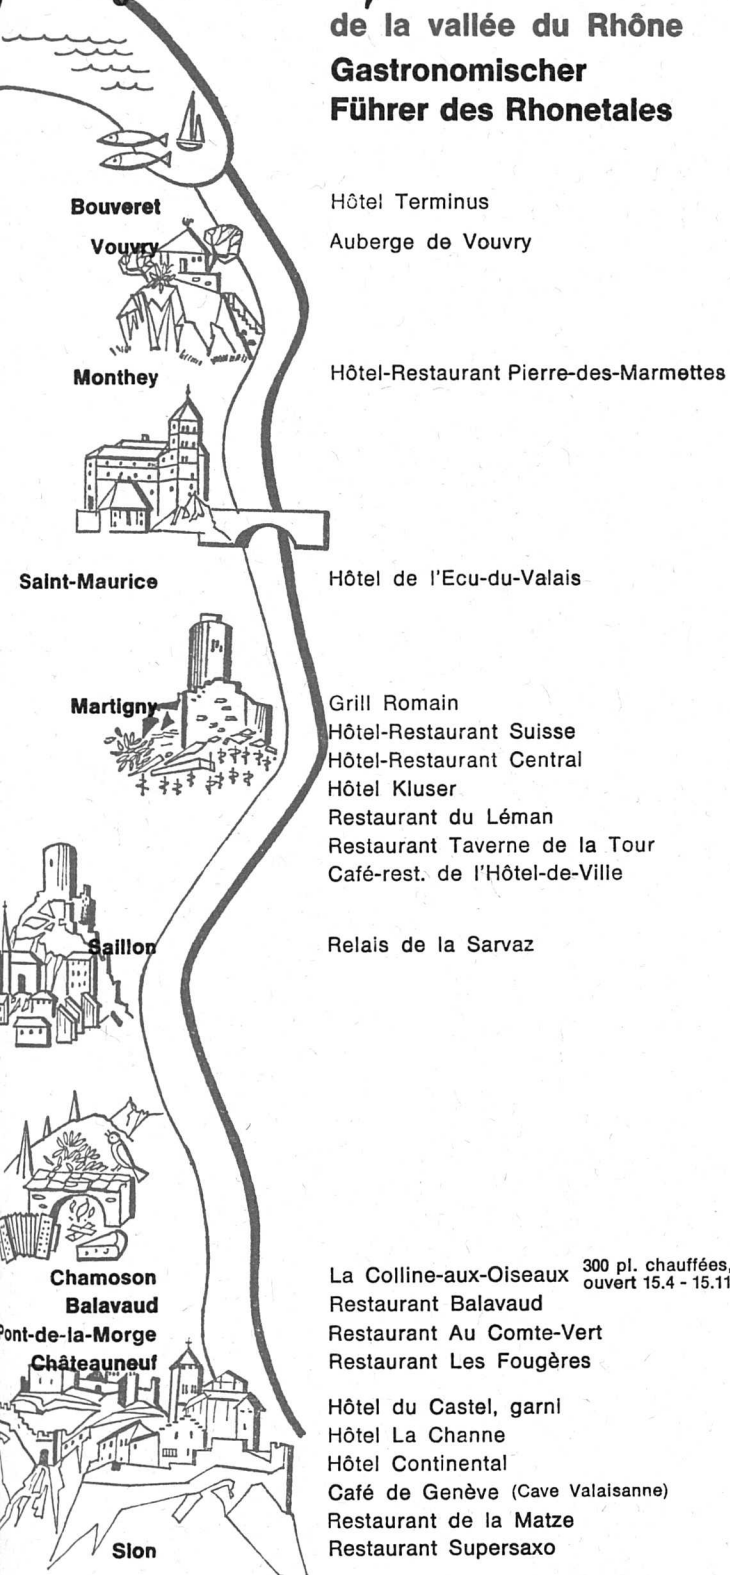 de la vallée du Rhône
Gastronomischer
Führer des Rhonetales
Bouveret Hôtel Terminus
Vouvry Auberge de Vouvry
Monthey Hôtel-Restaurant Pierre-des-Marmettes
Saint-Maurice Hôtel de l'Ecu-du-Valais
Martigny Grill Romain
Hôtel-Restaurant Suisse
Hôtel-Restaurant Central
Hôtel Kluser
Restaurant du Léman
Restaurant Taverne de la Tour
Café-rest. de l'Hôtel-de-Ville
Saillon Relais de la Sarvaz
Chamoson La Colline-aux-Oiseaux 300 pl. chauffées,
ouvert 15.4 - 15.11
Balavaud Restaurant Balavaud
Pont-de-la-Morge Restaurant Au Comte-Vert
Châteauneuf Restaurant Les Fougères
Hôtel du Castel, garni
Hôtel La Channe
Hôtel Continental
Café de Genève (Cave Valaisanne)
Restaurant de la Matze
Sion Restaurant Supersaxo